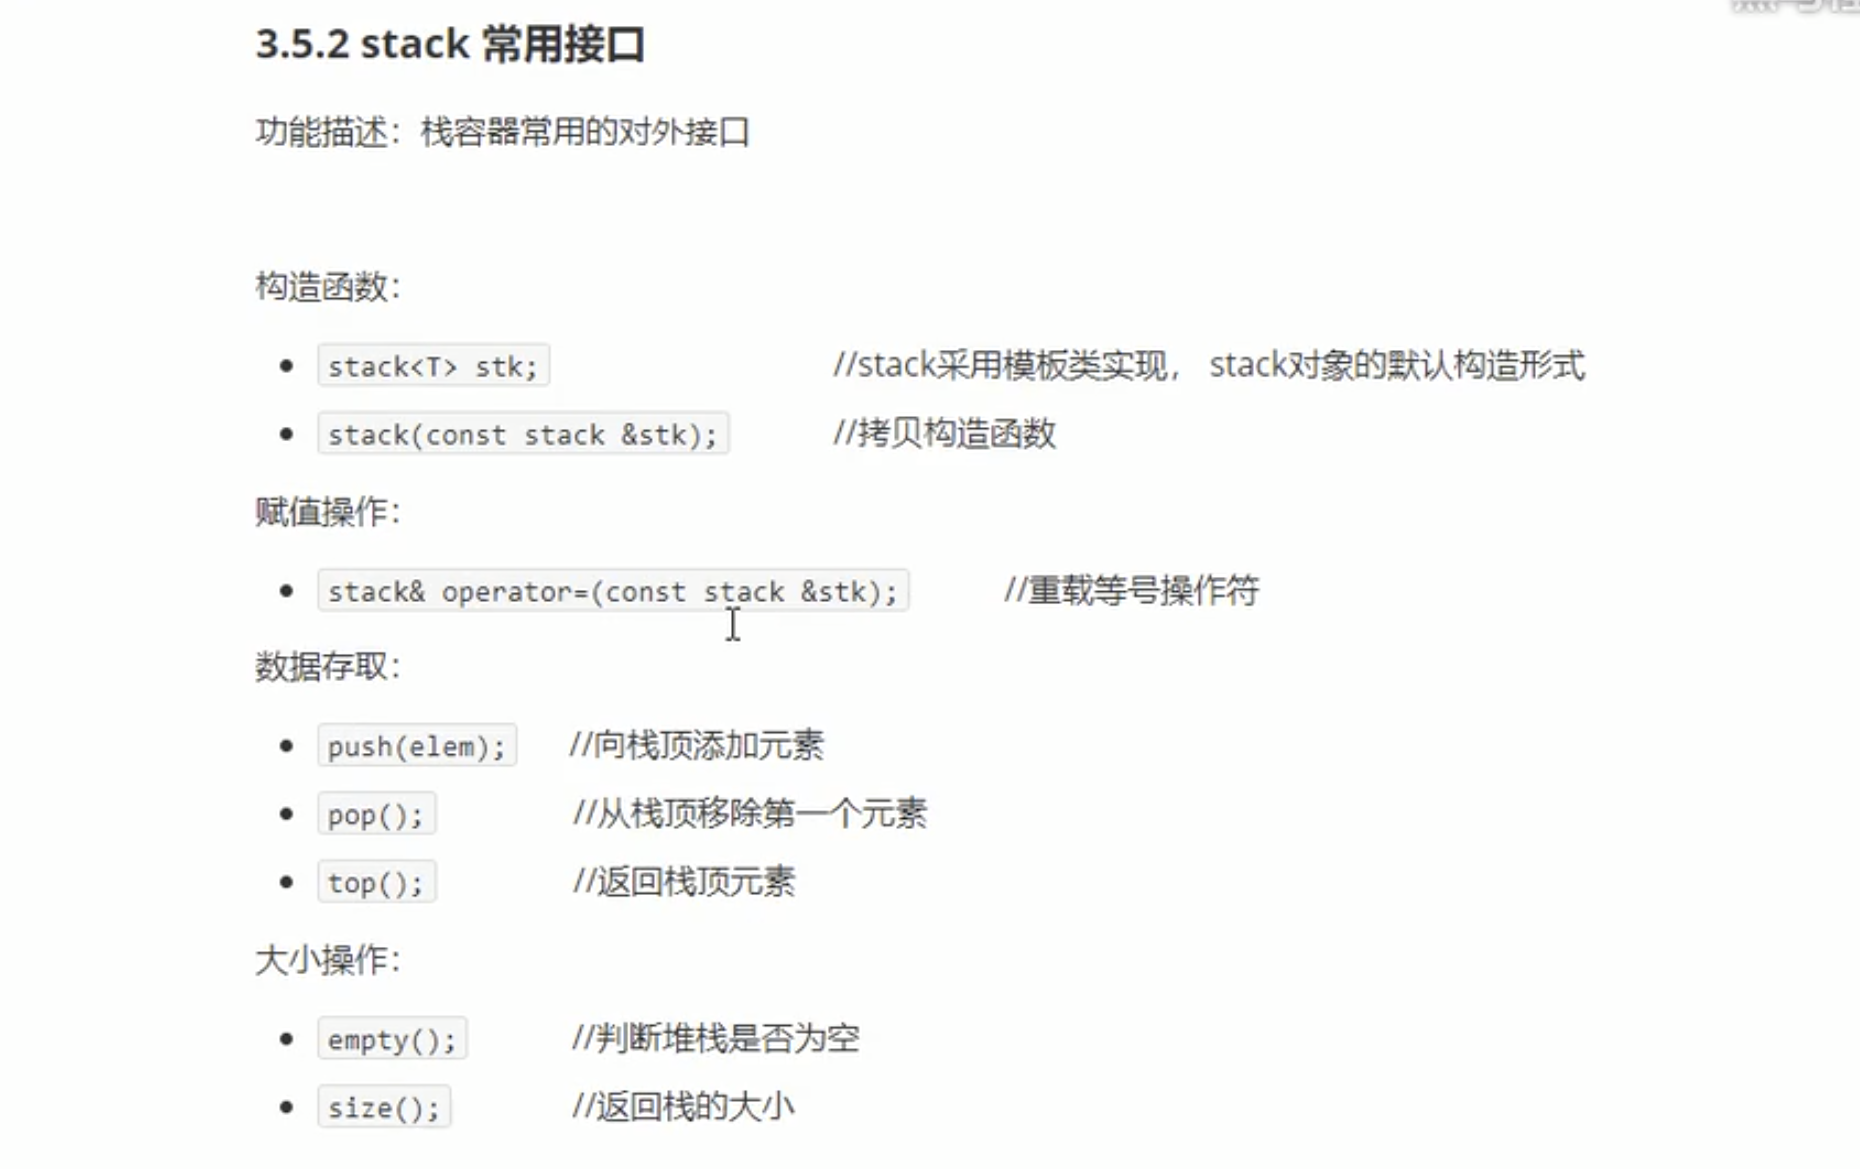 3.5.2 stack 常用接口
功能描述：栈容器常用的对外接口
构造函数：
stack<T> stk; //stack采用模板类实现， stack对象的默认构造形式
stack(const stack &stk); //拷贝构造函数
赋值操作：
stack& operator=(const stack &stk); //重载等号操作符
数据存取：
push(elem); //向栈顶添加元素
pop(); //从栈顶移除第一个元素
top(); //返回栈顶元素
大小操作：
empty(); //判断堆栈是否为空
size(); //返回栈的大小